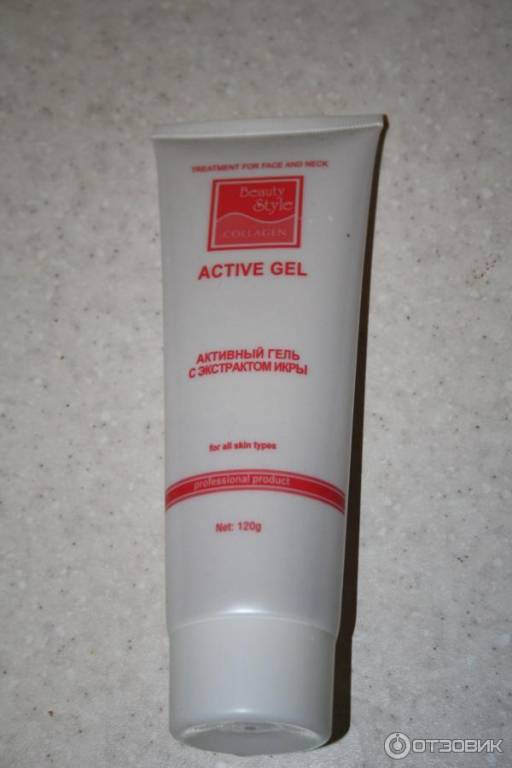 TREATMENT FOR FACE AND NECK
Beauty
Style
COLLAGEN
ACTIVE GEL
АКТИВНЫЙ ГЕЛЬ
С ЭКСТРАКТОМ ИКРЫ
for all skin types
professional product
Net: 120g
ОТЗОВИК